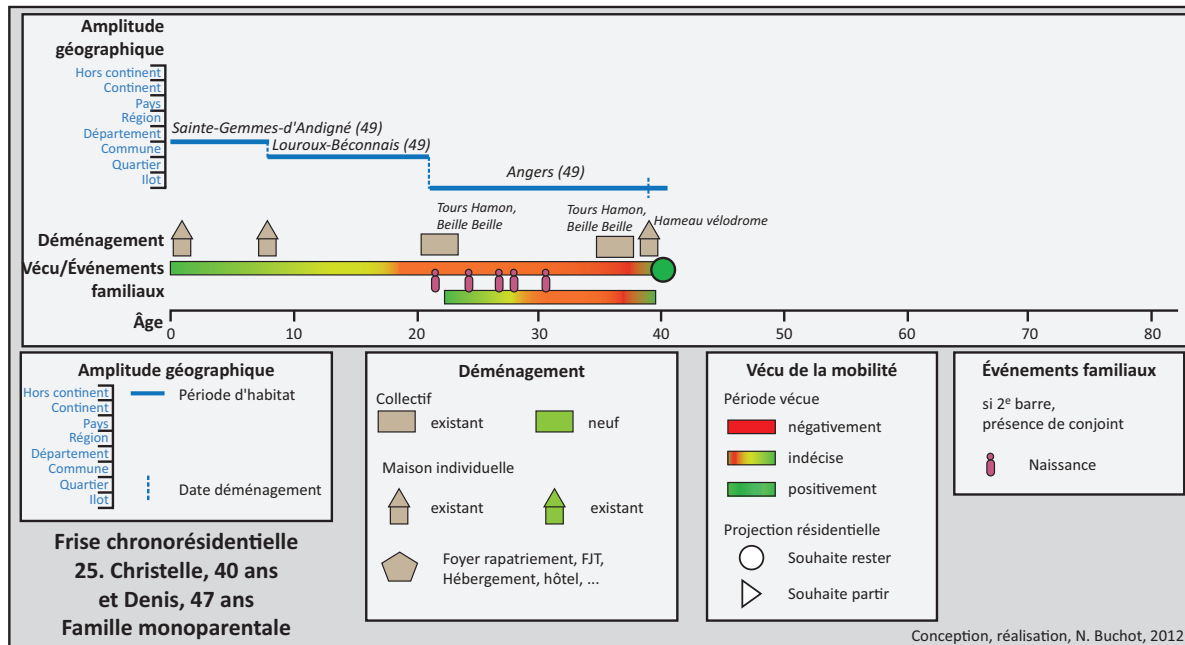 Amplitude
géographique
Hors continent
Continent
Pays
Région
Département
Commune
Quartier
Ilot
Sainte-Gemmes-d'Andigné (49)
Louroux-Béconnais (49)
Angers (49)
Tours Hamon,
Beille Beille
Tours Hamon,
Beille Beille
Hameau vélodrome
Déménagement
Vécu/Événements
familiaux
Âge
0 10 20 30 40 50 60 70 80
Amplitude géographique
Hors continent
Continent
Pays
Région
Département
Commune
Quartier
Ilot
Période d'habitat
Date déménagement
Frise chronorésidentielle
25. Christelle, 40 ans
et Denis, 47 ans
Famille monoparentale
Déménagement
Collectif
existant neuf
Maison individuelle
existant existant
Foyer rapatriement, FJT,
Hébergement, hôtel, ...
Vécu de la mobilité
Période vécue
négativement
indécise
positivement
Projection résidentielle
Souhaite rester
Souhaite partir
Événements familiaux
si 2e barre,
présence de conjoint
Naissance
Conception, réalisation, N. Buchot, 2012